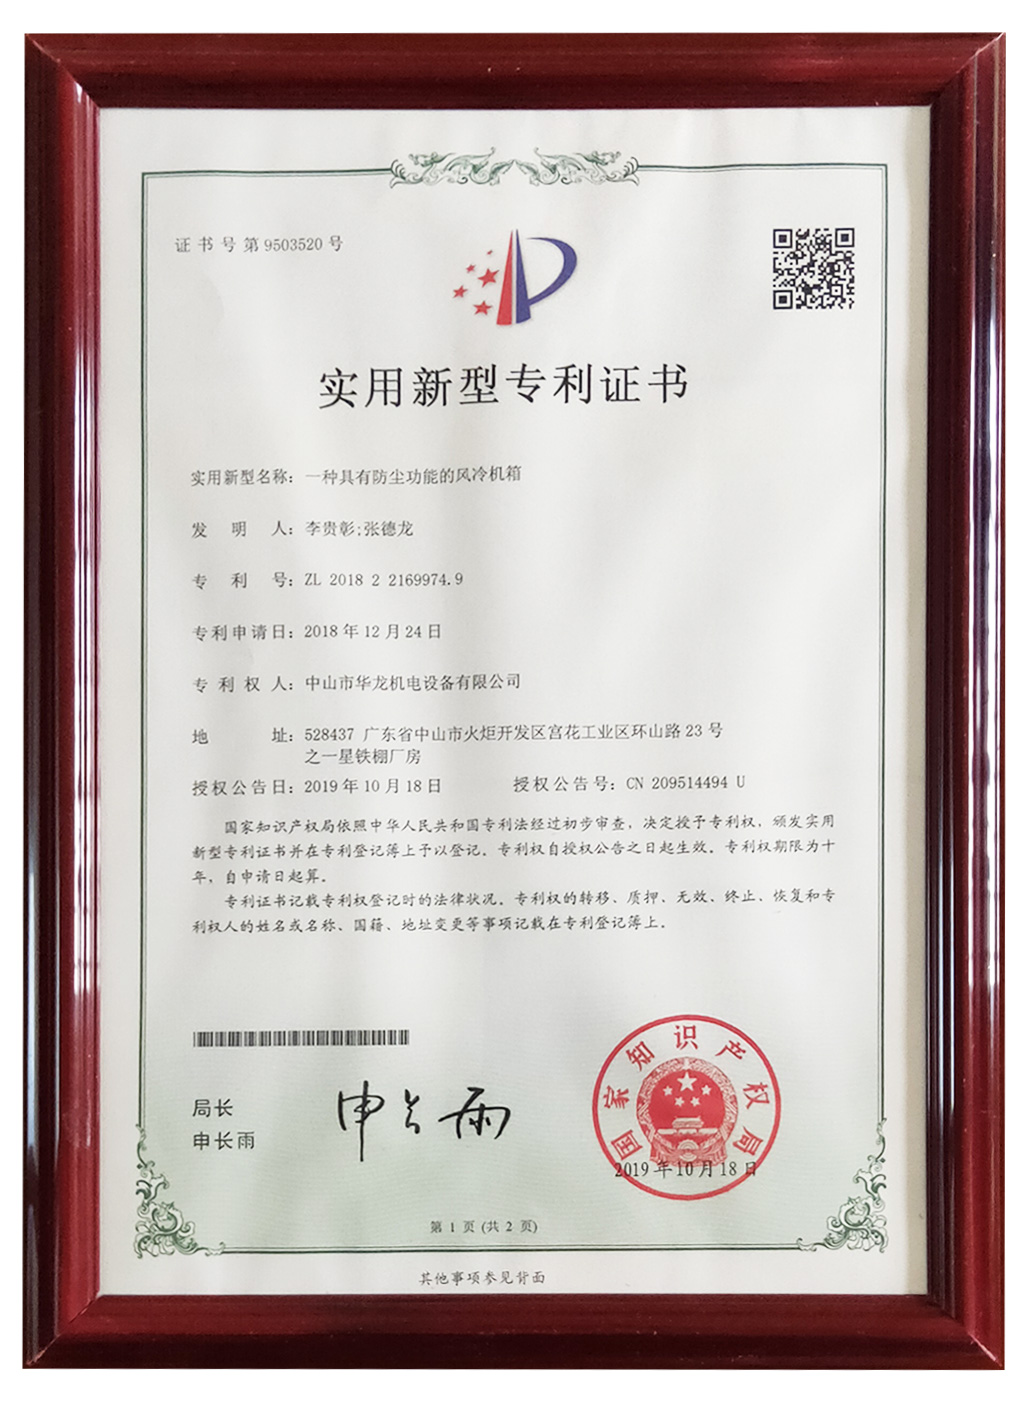 证书号第9503520号
实用新型专利证书
实用新型名称：一种具有防尘功能的风冷机箱
发明人：李贵彰;张德龙
专利号：ZL 2018 2 2169974.9
专利申请日：2018年12月24日
专利权人：中山市华龙机电设备有限公司
地址：528437 广东省中山市火炬开发区宫花工业区环山路23号
之一星铁棚厂房
授权公告日：2019年10月18日 授权公告号：CN 209514494 U
国家知识产权局依照中华人民共和国专利法经过初步审查，决定授予专利权，颁发实用
新型专利证书并在专利登记簿上予以登记。专利权自授权公告之日起生效。专利权期限为十
年，自申请日起算。
专利证书记载专利权登记时的法律状况。专利权的转移、质押、无效、终止、恢复和专
利权人的姓名或名称、国籍、地址变更等事项记载在专利登记簿上。
局长
申长雨
申长雨
国家知识产权局
2019年10月18日
第 1 页 (共 2 页)
其他事项参见背面